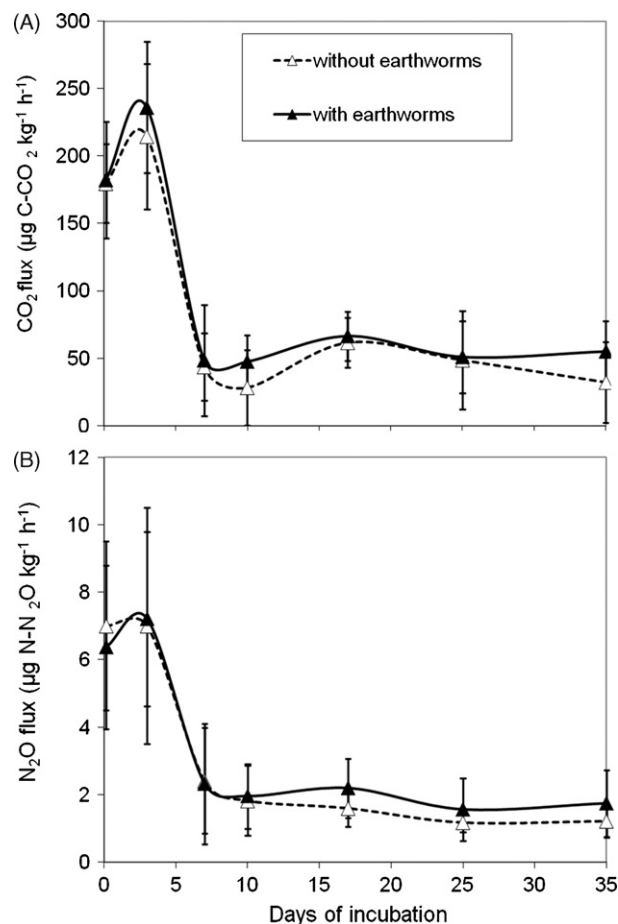 (A)
300
250
200
150
100
50
0
CO₂ flux (µg C-CO₂ kg⁻¹ h⁻¹)
without earthworms
with earthworms
(B)
12
10
8
6
4
2
0
N₂O flux (µg N-N₂O kg⁻¹ h⁻¹)
0 5 10 15 20 25 30 35
Days of incubation